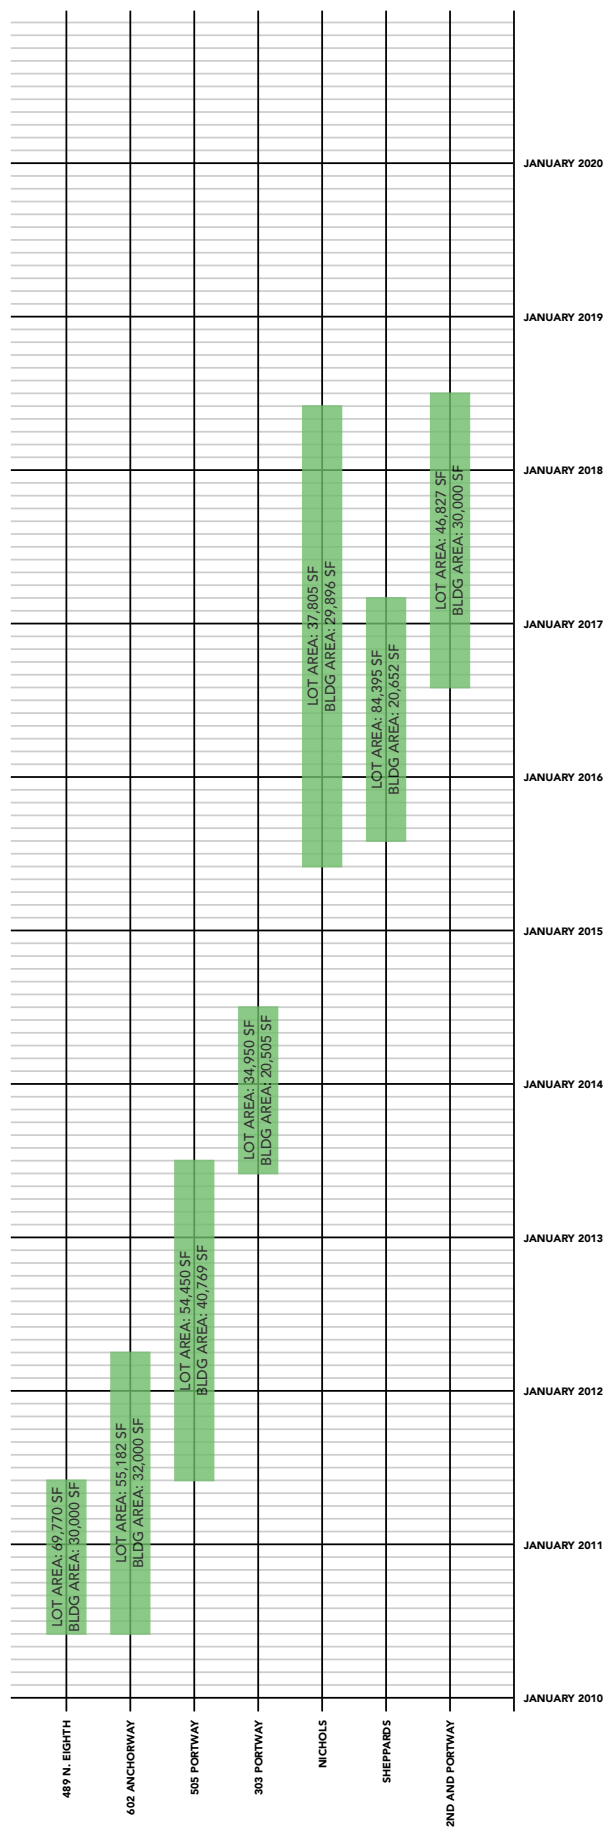 JANUARY 2020
JANUARY 2019
JANUARY 2018
JANUARY 2017
JANUARY 2016
JANUARY 2015
JANUARY 2014
JANUARY 2013
JANUARY 2012
JANUARY 2011
JANUARY 2010
LOT AREA: 69,770 SF
BLDG AREA: 30,000 SF
LOT AREA: 55,182 SF
BLDG AREA: 32,000 SF
LOT AREA: 54,450 SF
BLDG AREA: 40,769 SF
LOT AREA: 34,950 SF
BLDG AREA: 20,505 SF
LOT AREA: 37,805 SF
BLDG AREA: 29,896 SF
LOT AREA: 84,395 SF
BLDG AREA: 20,652 SF
LOT AREA: 46,827 SF
BLDG AREA: 30,000 SF
489 N. EIGHTH
602 ANCHORWAY
505 PORTWAY
303 PORTWAY
NICHOLS
SHEPPARDS
2ND AND PORTWAY